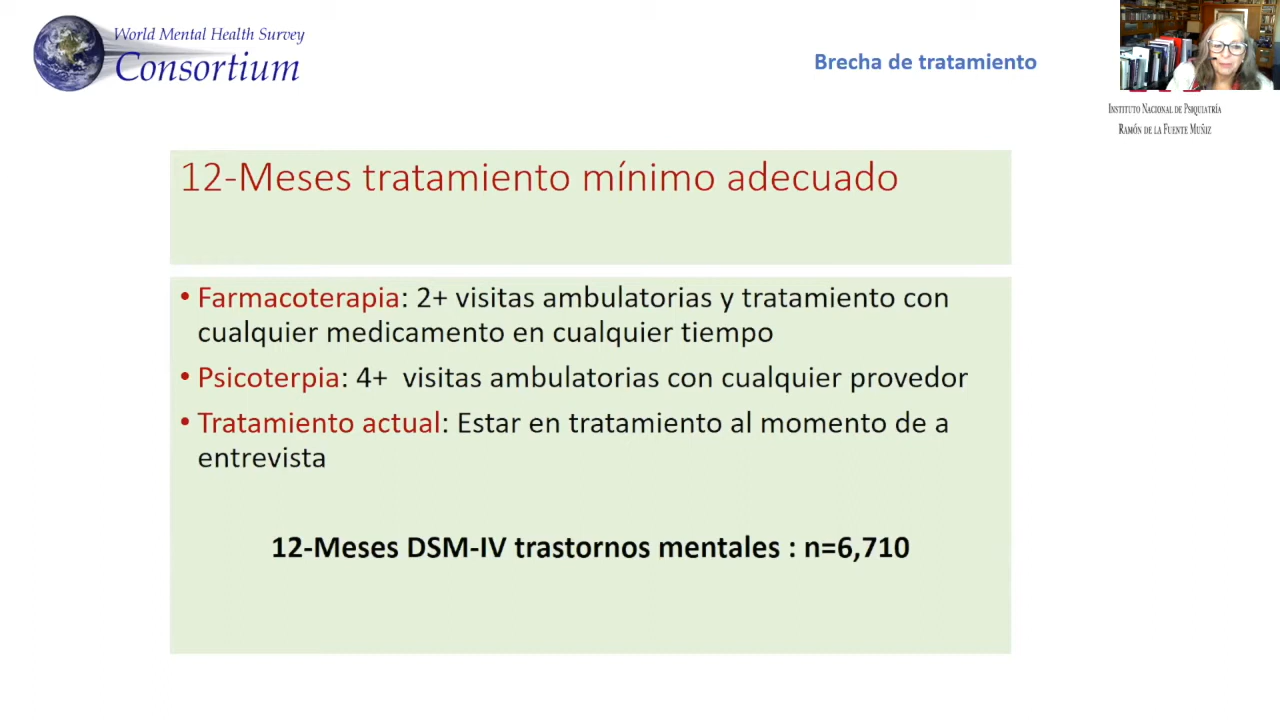 World Mental Health Survey
Consortium
Brecha de tratamiento
INSTITUTO NACIONAL DE PSIQUIATRÍA
RAMÓN DE LA FUENTE MUÑIZ
12-Meses tratamiento mínimo adecuado
• Farmacoterapia: 2+ visitas ambulatorias y tratamiento con
cualquier medicamento en cualquier tiempo
• Psicoterpia: 4+ visitas ambulatorias con cualquier provedor
• Tratamiento actual: Estar en tratamiento al momento de a
entrevista
12-Meses DSM-IV trastornos mentales : n=6,710